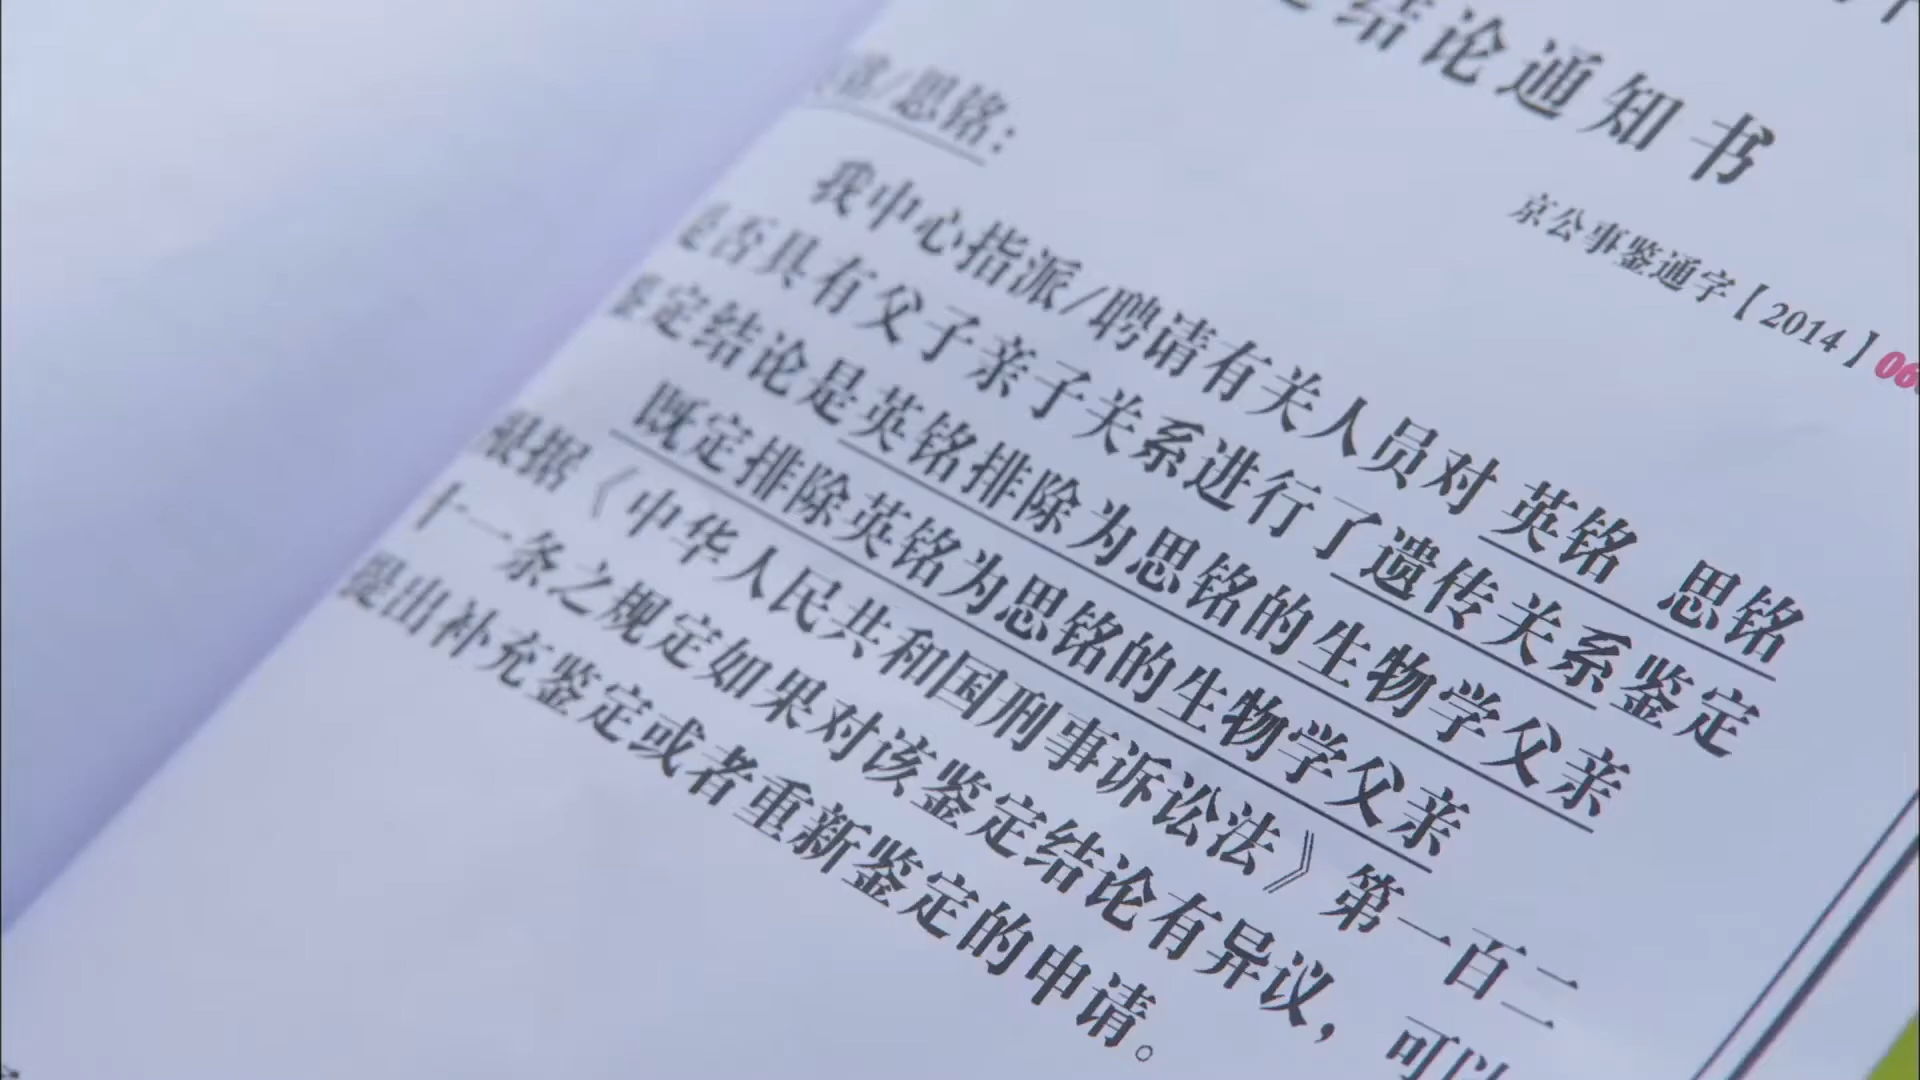 结论通知书
京公事鉴通字【2014】06
英/思铭：
我中心指派/聘请有关人员对 英铭 思铭
是否具有父子亲子关系进行了遗传关系鉴定
鉴定结论是英铭排除为思铭的生物学父亲
既定排除英铭为思铭的生物学父亲
根据《中华人民共和国刑事诉讼法》第一百二
十一条之规定如果对该鉴定结论有异议，可以
提出补充鉴定或者重新鉴定的申请。